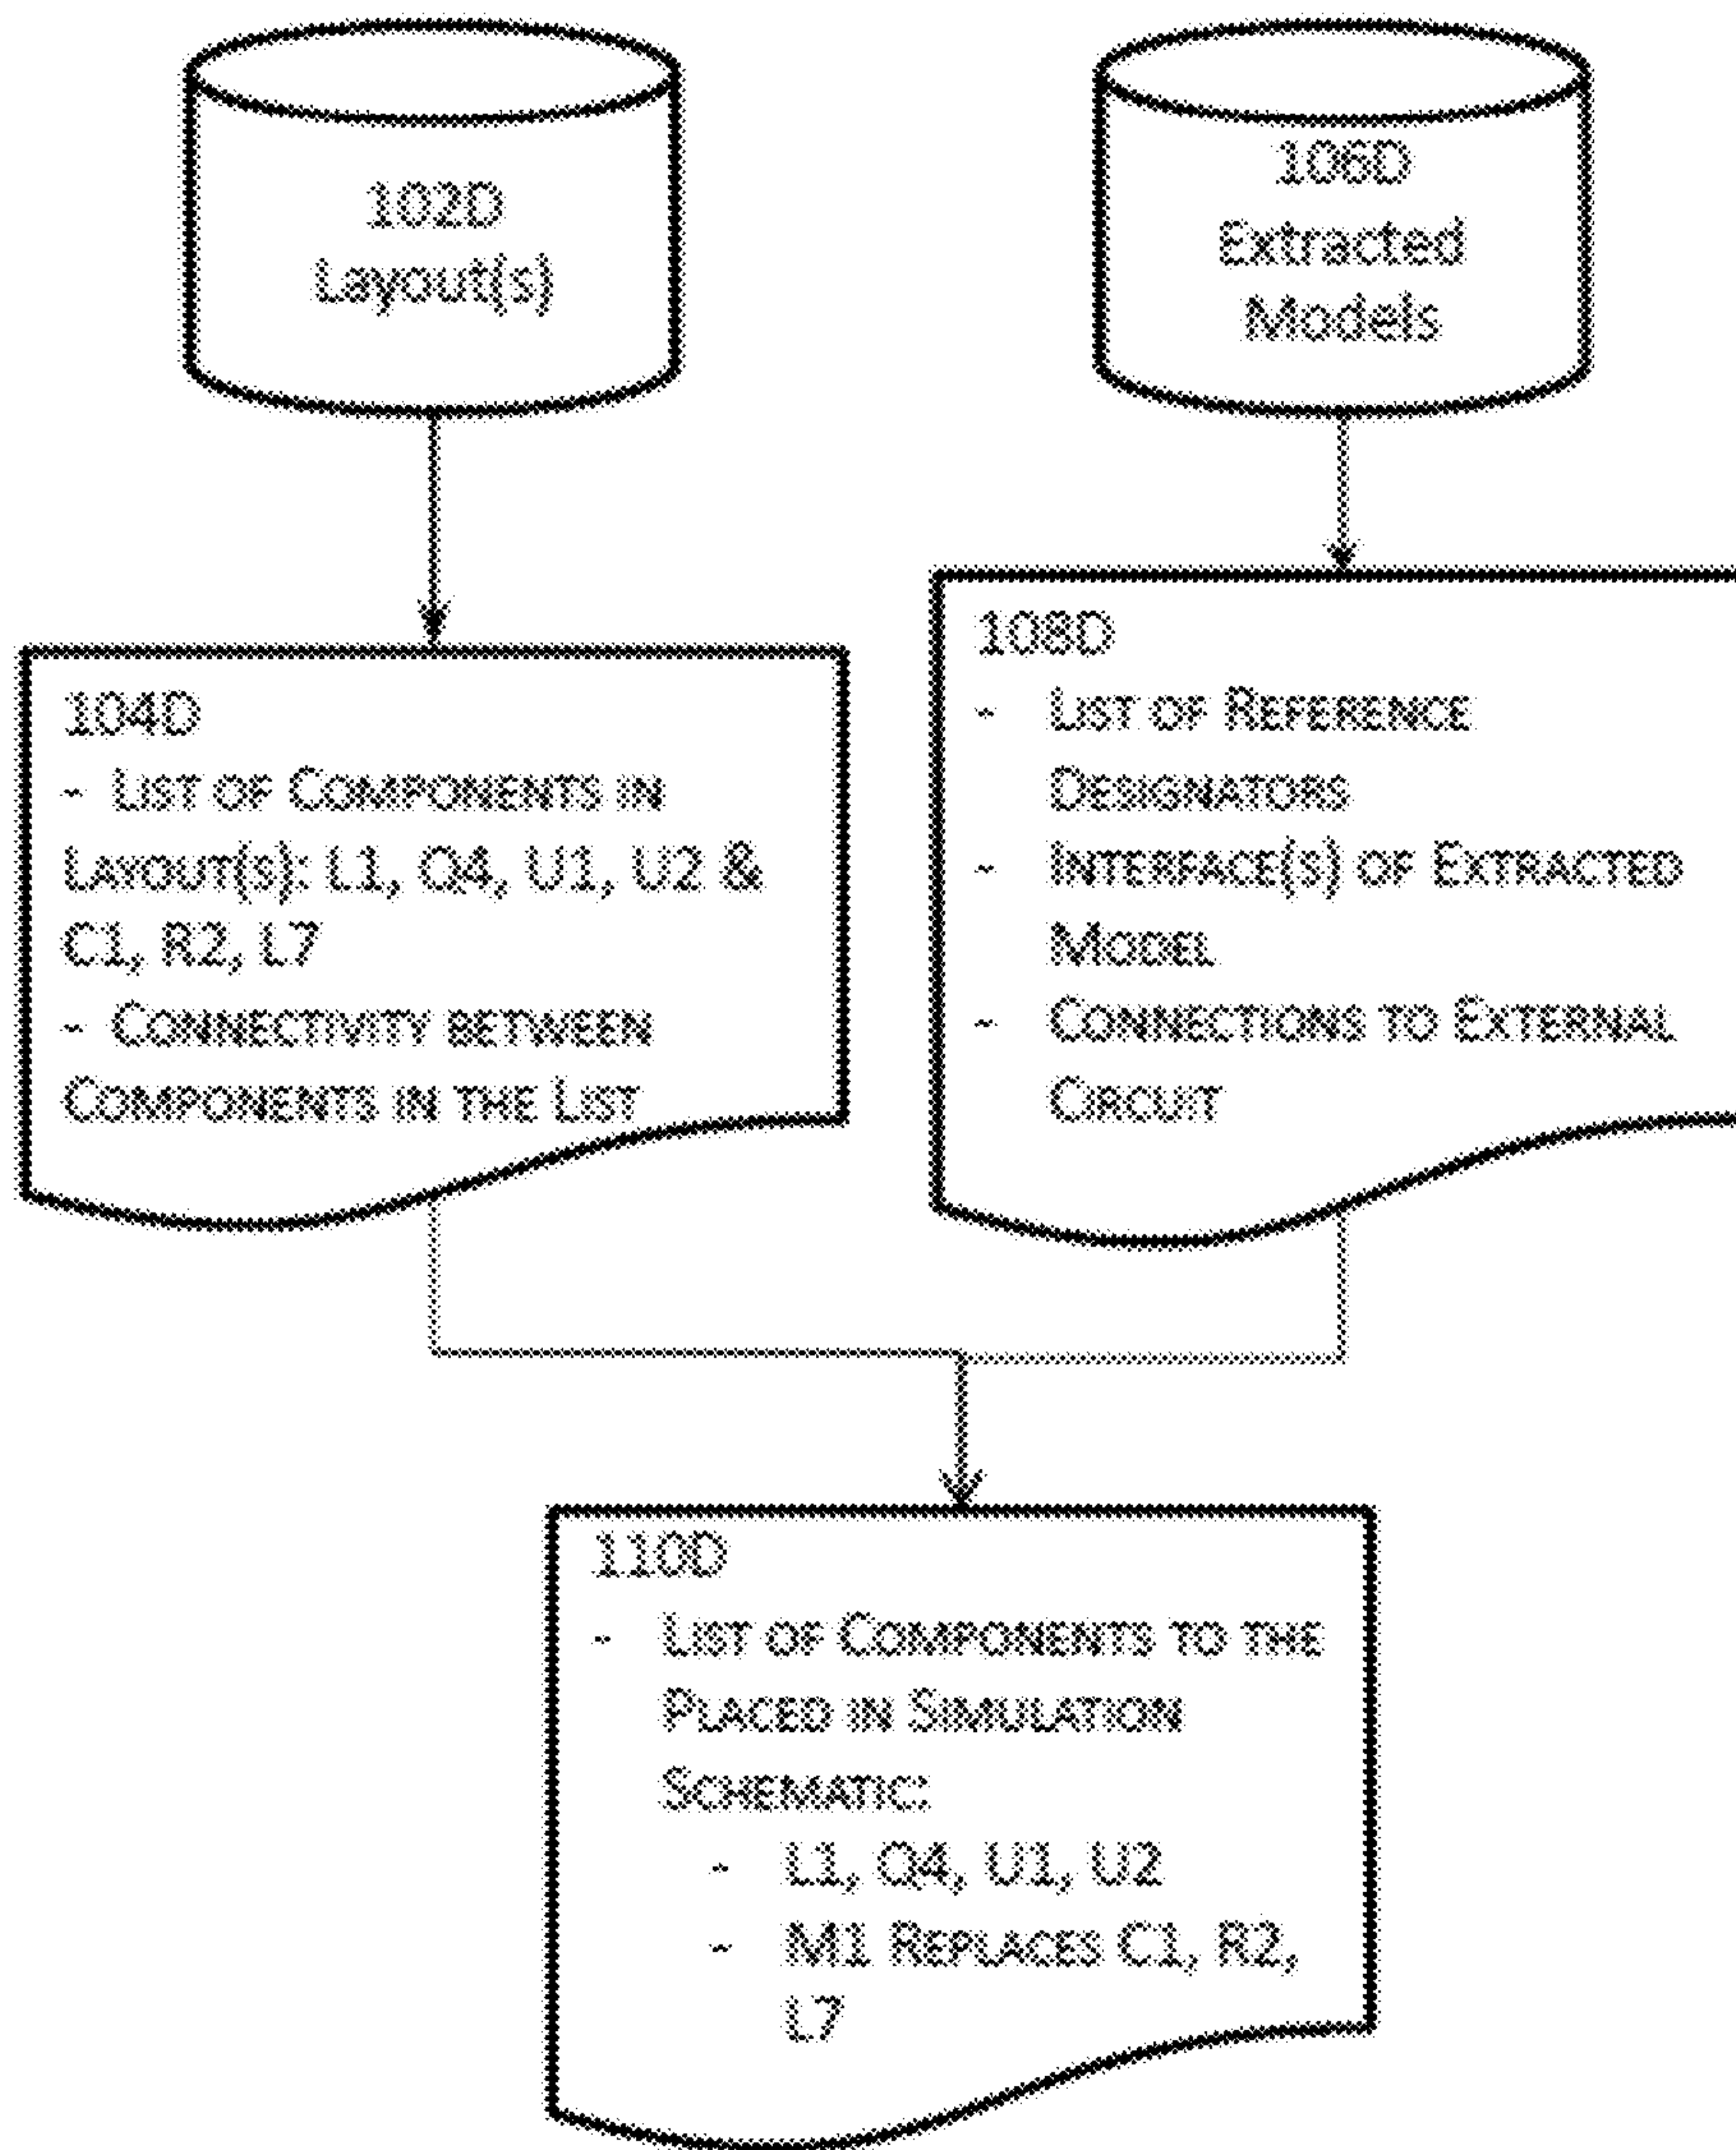 102D
Layout(s)
106D
Extracted
Models
104D
- List of Components in
Layout(s): L1, Q4, U1, U2 &
C1, R2, L7
- Connectivity between
Components in the List
108D
- List of Reference
Designators
- Interface(s) of Extracted
Model
- Connections to External
Circuit
110D
- List of Components to the
Placed in Simulation
Schematic:
- L1, Q4, U1, U2
- M1 Replaces C1, R2,
L7